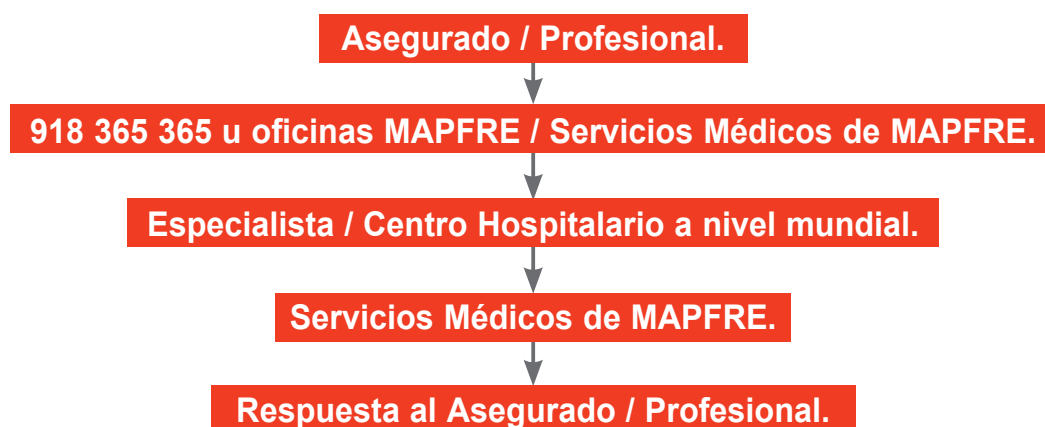 Asegurado / Profesional.
918 365 365 u oficinas MAPFRE / Servicios Médicos de MAPFRE.
Especialista / Centro Hospitalario a nivel mundial.
Servicios Médicos de MAPFRE.
Respuesta al Asegurado / Profesional.